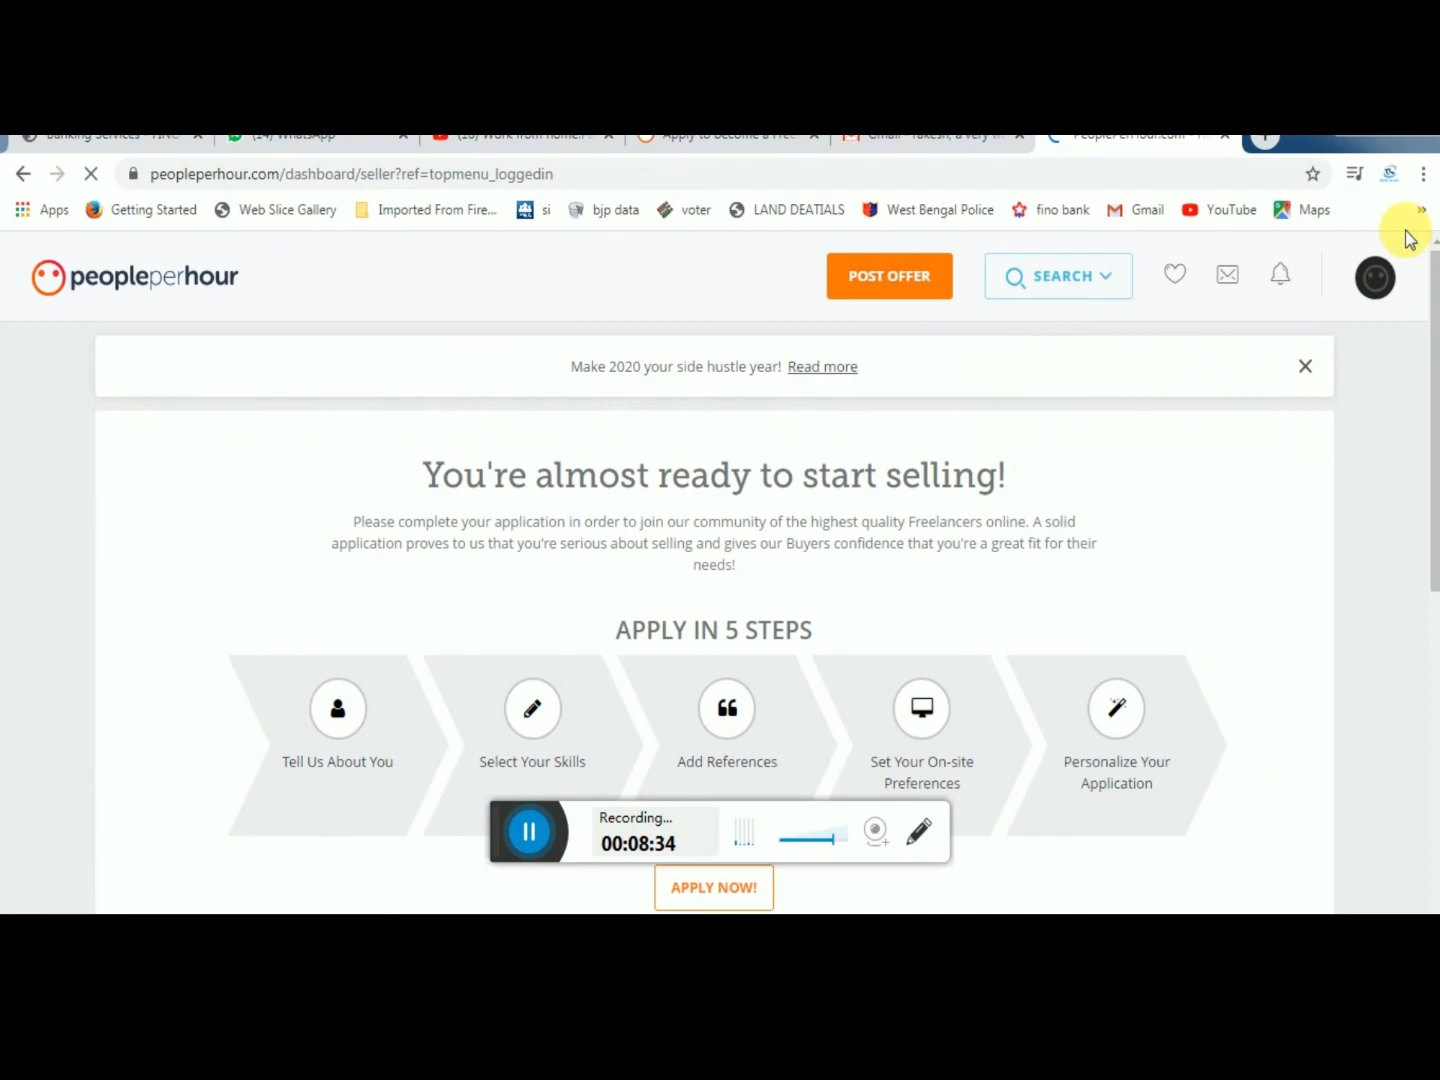 peopleperhour.com/dashboard/seller?ref=topmenu_loggedin
Apps Getting Started Web Slice Gallery Imported From Fire... si bjp data voter LAND DEATIALS West Bengal Police fino bank Gmail YouTube Maps »
peopleperhour POST OFFER SEARCH
Make 2020 your side hustle year! Read more
You're almost ready to start selling!
Please complete your application in order to join our community of the highest quality Freelancers online. A solid
application proves to us that you're serious about selling and gives our Buyers confidence that you're a great fit for their
needs!
APPLY IN 5 STEPS
Tell Us About You
Select Your Skills
Add References
Set Your On-site
Preferences
Personalize Your
Application
Recording...
00:08:34
APPLY NOW!